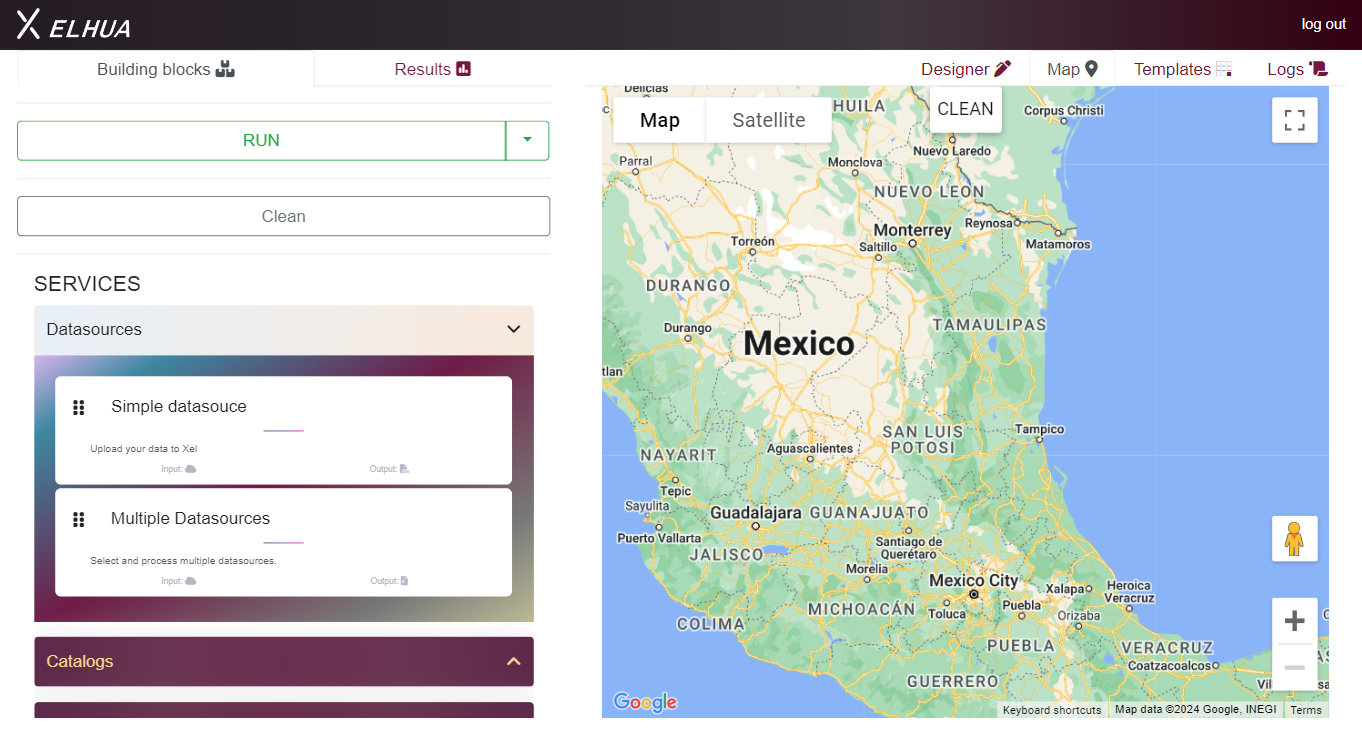 XELHUA
log out
Building blocks
Results
Designer
Map
Templates
Logs
RUN
Clean
SERVICES
Datasources
Simple datasouce
Upload your data to Xel
Input:
Output:
Multiple Datasources
Select and process multiple datasources.
Input:
Output:
Catalogs
Map
Satellite
CLEAN
Delicias
HUILA
Corpus Christi
Nuevo Laredo
Parral
Monclova
NUEVO LEON
Reynosa
Monterrey
Torreón
Saltillo
Matamoros
DURANGO
Durango
TAMAULIPAS
Mexico
tlan
Tampico
SAN LUIS
POTOSI
Aguascalientes
NAYARIT
Tepic
Sayulita
Guadalajara
GUANAJUATO
Puerto Vallarta
Santiago de
Querétaro
JALISCO
Morelia
Mexico City
Xalapa
Heroica
Veracruz
MICHOACÁN
Toluca
Puebla
Orizaba
COLIMA
PUEBLA
VERACRUZ
Coatzacoalcos
GUERRERO
Vil
sa
Google
Keyboard shortcuts
Map data ©2024 Google, INEGI
Terms